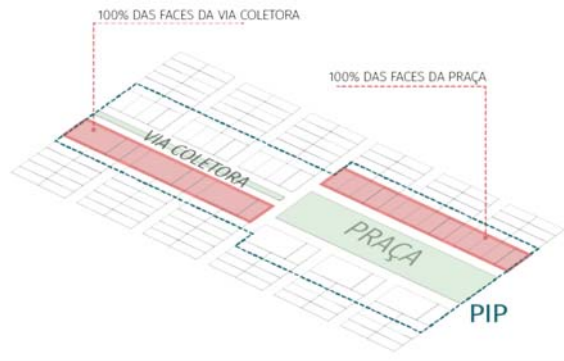 100% DAS FACES DA VIA COLETORA
100% DAS FACES DA PRAÇA
VIA COLETORA
PRAÇA
PIP